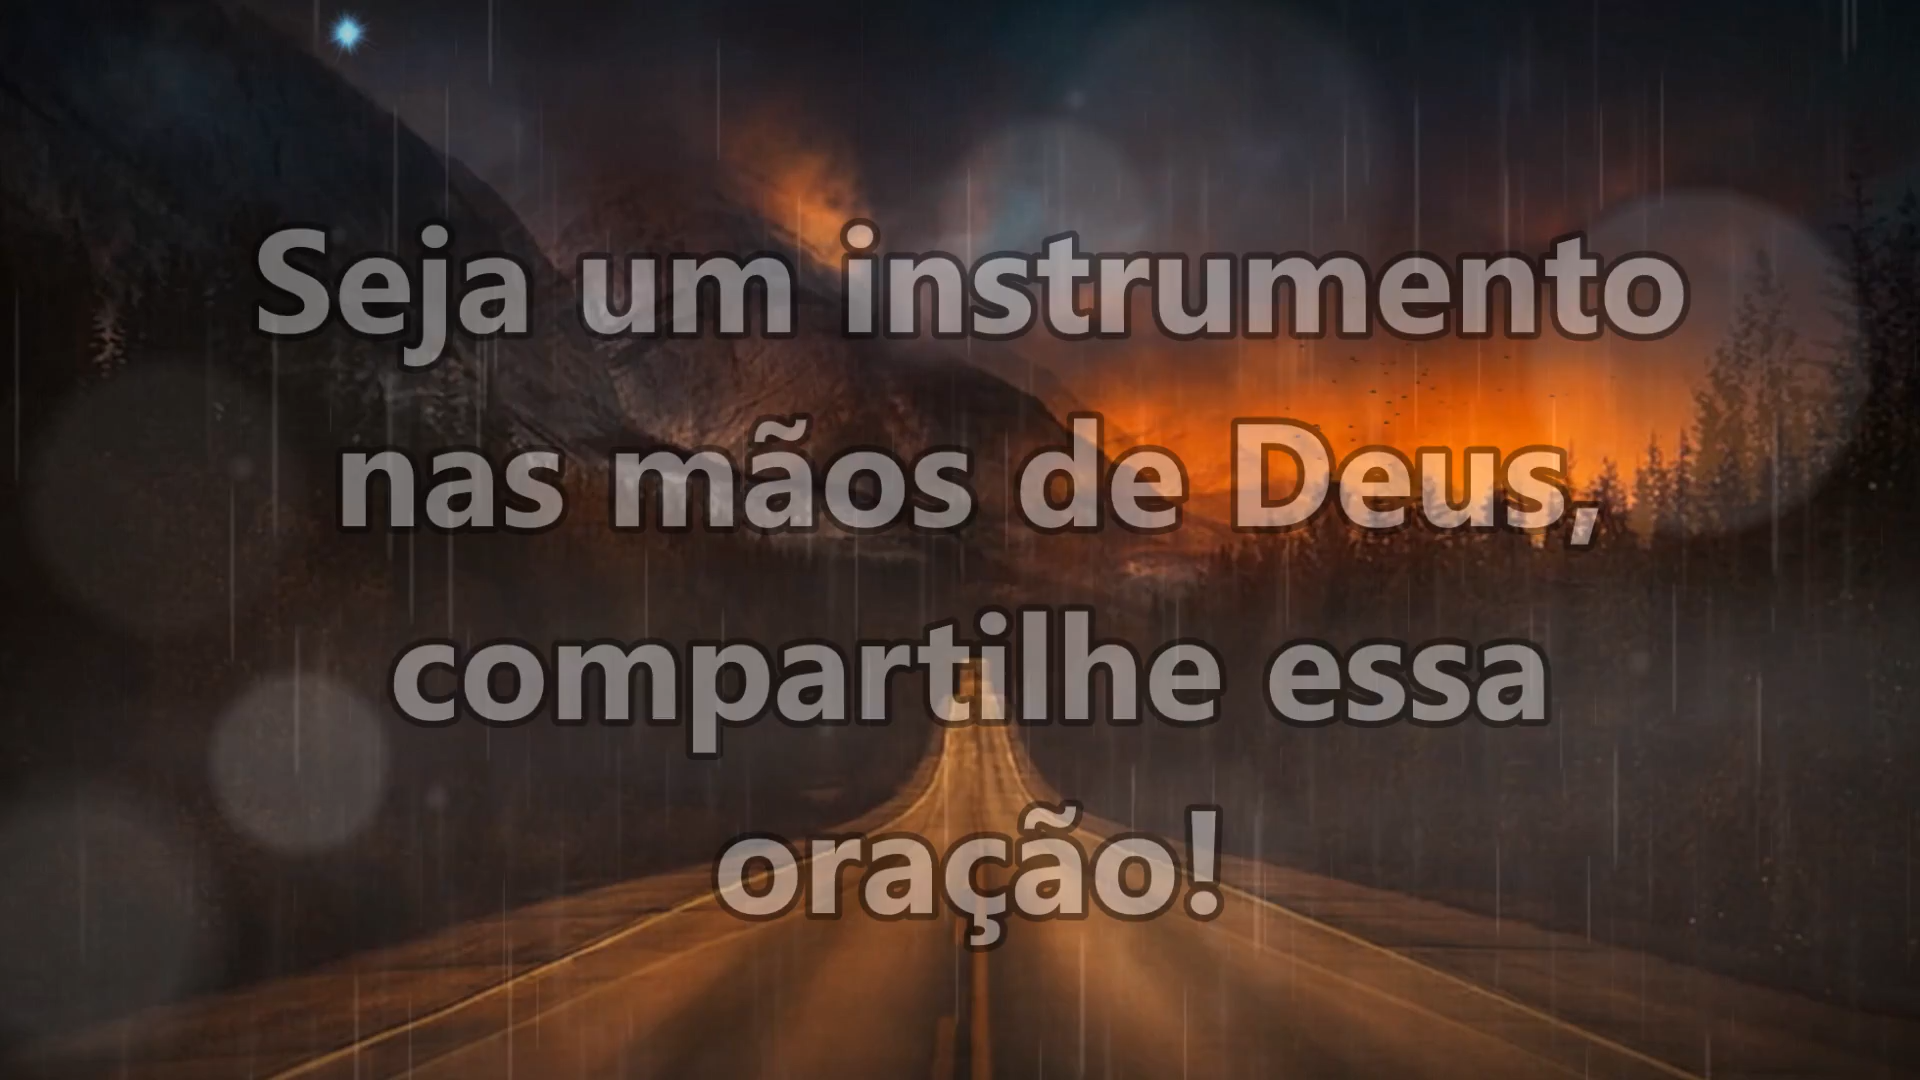 Seja um instrumento
nas mãos de Deus,
compartilhe essa
oração!